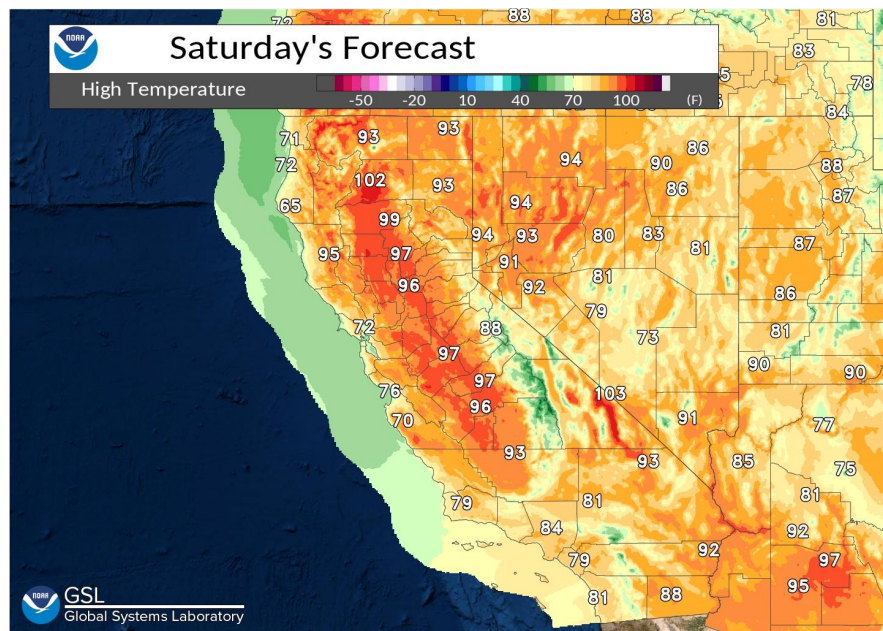 NOAA
Saturday's Forecast
High Temperature
-50 -20 10 40 70 100 (F)
72 88 88 81
83
78
84
71 93 93 86
72 94 90 88
102 93 86 87
65 94
99 94 93 80 83 87
95 97 91 81
96 92 81 86
79
72 88 73 81
97 90 90
97
76 103
96 91 77
70
93 93 85 75
79 81 81
84 92
79 92 97
81 88 95
NOAA
GSL
Global Systems Laboratory